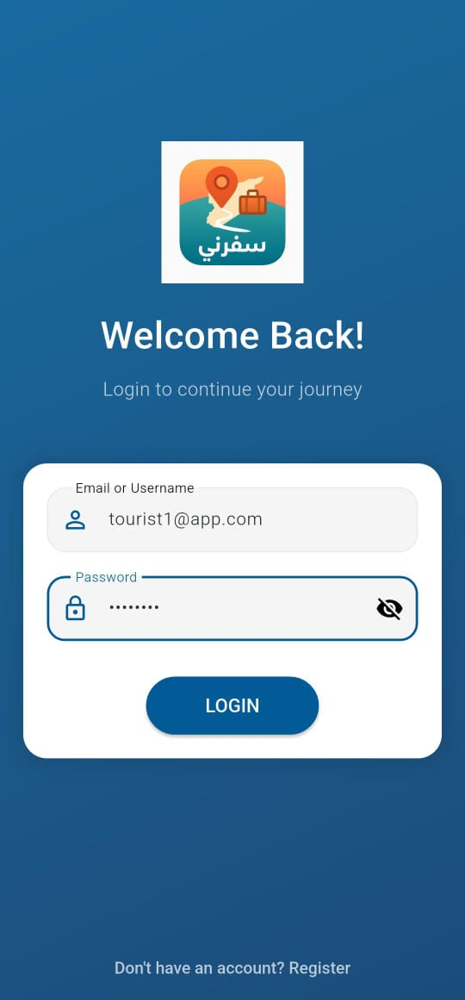 سفرني
Welcome Back!
Login to continue your journey
Email or Username
tourist1@app.com
Password
••••••••
LOGIN
Don't have an account? Register